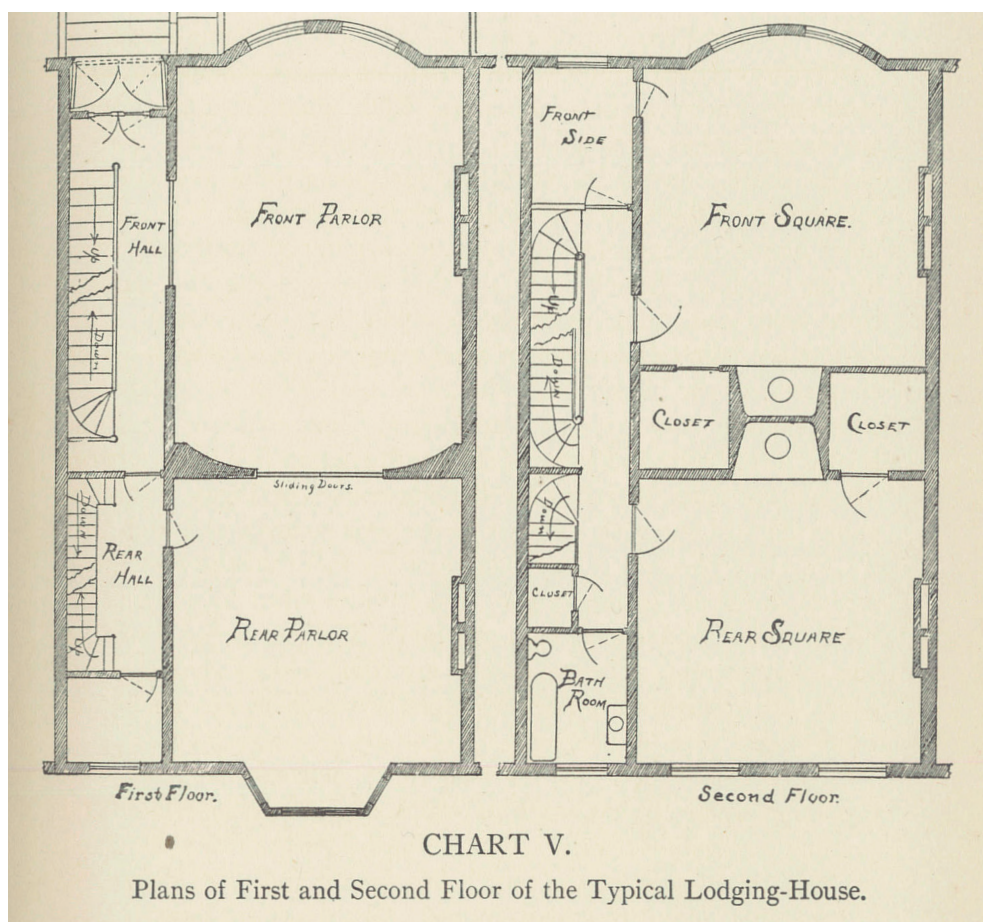 Front
Hall
Front Parlor
Up
Down
Sliding Doors.
Down
Rear
Hall
Up
Rear Parlor
First Floor.
Front
Side
Front Square.
Up
Down
Closet
Closet
Down
Closet
Rear Square
Bath
Room
Second Floor.
CHART V.
Plans of First and Second Floor of the Typical Lodging-House.